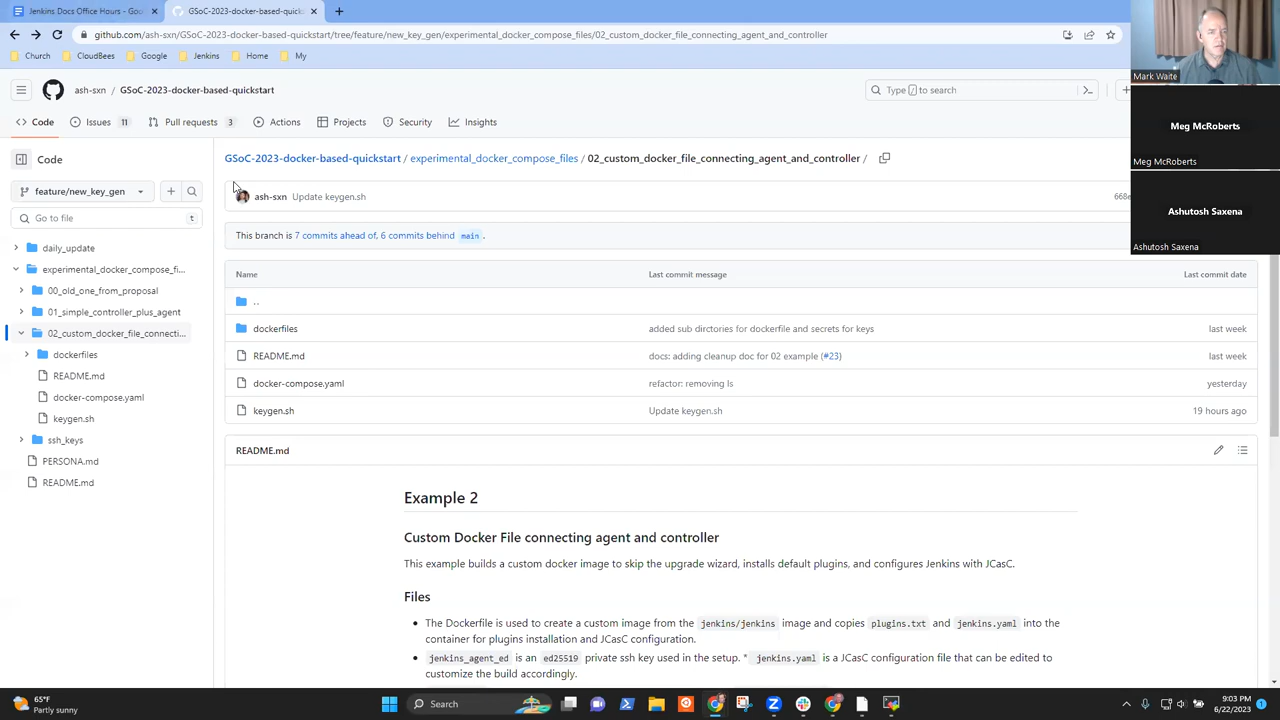 Jenkins Docs Office Hours - Goo
ash-sxn/GSoC-2023-docker-based-quickst
github.com/ash-sxn/GSoC-2023-docker-based-quickstart/tree/feature/new_key_gen/experimental_docker_compose_files/02_custom_docker_file_connecting_agent_and_controller
Church
CloudBees
Google
Jenkins
Home
My
Mark Waite
ash-sxn / GSoC-2023-docker-based-quickstart
Type / to search
Code
Issues 11
Pull requests 3
Actions
Projects
Security
Insights
Meg McRoberts
Meg McRoberts
Code
GSoC-2023-docker-based-quickstart / experimental_docker_compose_files / 02_custom_docker_file_connecting_agent_and_controller /
feature/new_key_gen
ash-sxn Update keygen.sh
668e
Ashutosh Saxena
Ashutosh Saxena
Go to file
t
This branch is 7 commits ahead of, 6 commits behind main .
daily_update
experimental_docker_compose_fi...
00_old_one_from_proposal
01_simple_controller_plus_agent
02_custom_docker_file_connecti...
dockerfiles
README.md
docker-compose.yaml
keygen.sh
ssh_keys
PERSONA.md
README.md
Name Last commit message Last commit date
..
dockerfiles added sub dirctories for dockerfile and secrets for keys last week
README.md docs: adding cleanup doc for 02 example (#23) last week
docker-compose.yaml refactor: removing ls yesterday
keygen.sh Update keygen.sh 19 hours ago
README.md
Example 2
Custom Docker File connecting agent and controller
This example builds a custom docker image to skip the upgrade wizard, installs default plugins, and configures Jenkins with JCasC.
Files
• The Dockerfile is used to create a custom image from the jenkins/jenkins image and copies plugins.txt and jenkins.yaml into the
container for plugins installation and JCasC configuration.
• jenkins_agent_ed is an ed25519 private ssh key used in the setup. * jenkins.yaml is a JCasC configuration file that can be edited to
customize the build accordingly.
65°F
Partly sunny
Search
9:03 PM
6/22/2023